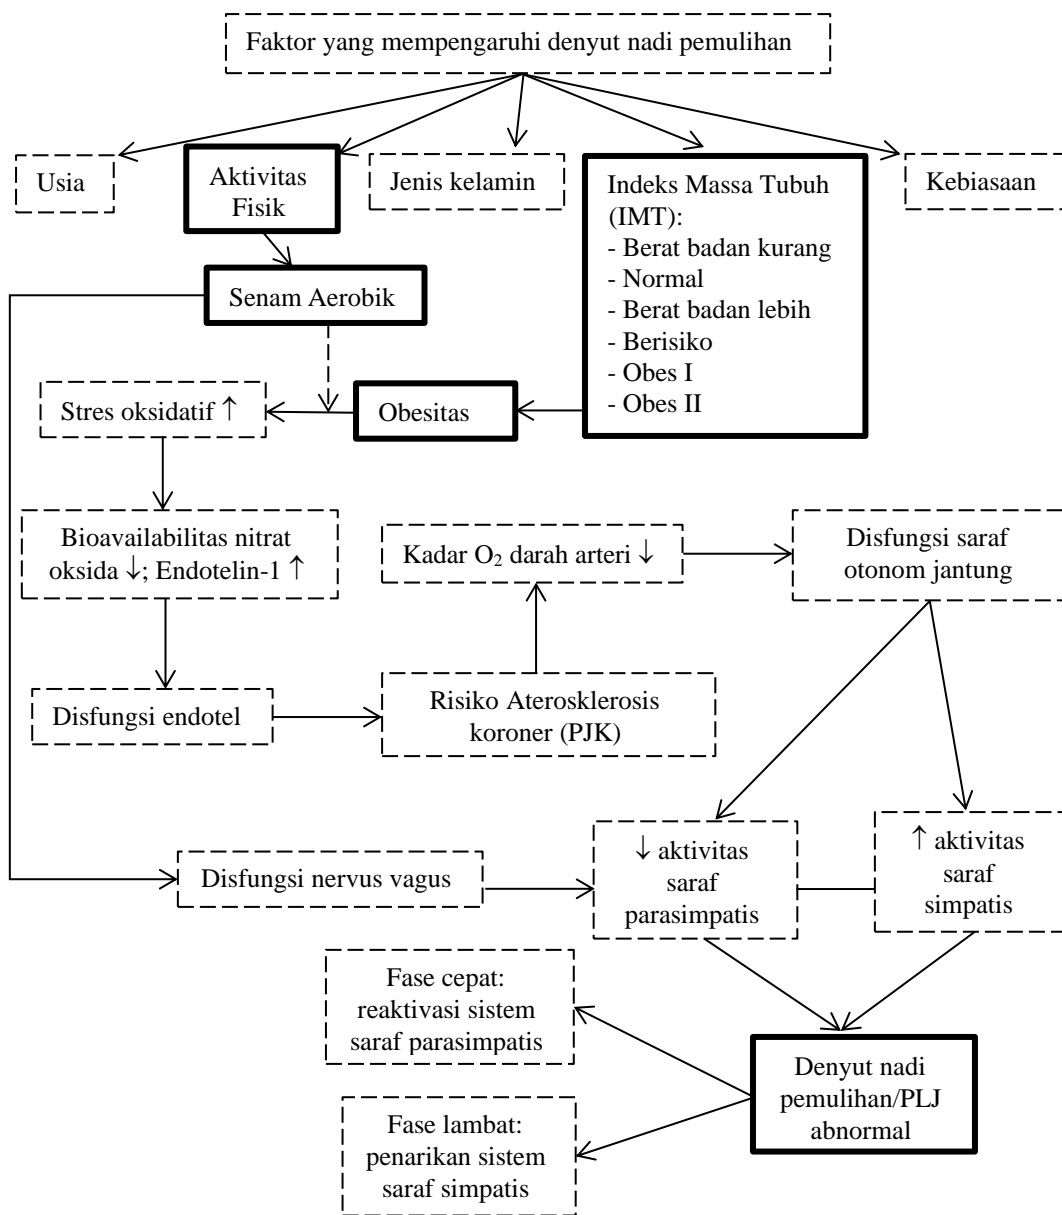 Faktor yang mempengaruhi denyut nadi pemulihan
Usia
Aktivitas
Fisik
Jenis kelamin
Indeks Massa Tubuh
(IMT):
- Berat badan kurang
- Normal
- Berat badan lebih
- Berisiko
- Obes I
- Obes II
Kebiasaan
Senam Aerobik
Stres oksidatif ↑
Obesitas
Bioavailabilitas nitrat
oksida ↓; Endotelin-1 ↑
Kadar O₂ darah arteri ↓
Disfungsi saraf
otonom jantung
Disfungsi endotel
Risiko Aterosklerosis
koroner (PJK)
Disfungsi nervus vagus
↓ aktivitas
saraf
parasimpatis
↑ aktivitas
saraf
simpatis
Fase cepat:
reaktivasi sistem
saraf parasimpatis
Denyut nadi
pemulihan/PLJ
abnormal
Fase lambat:
penarikan sistem
saraf simpatis